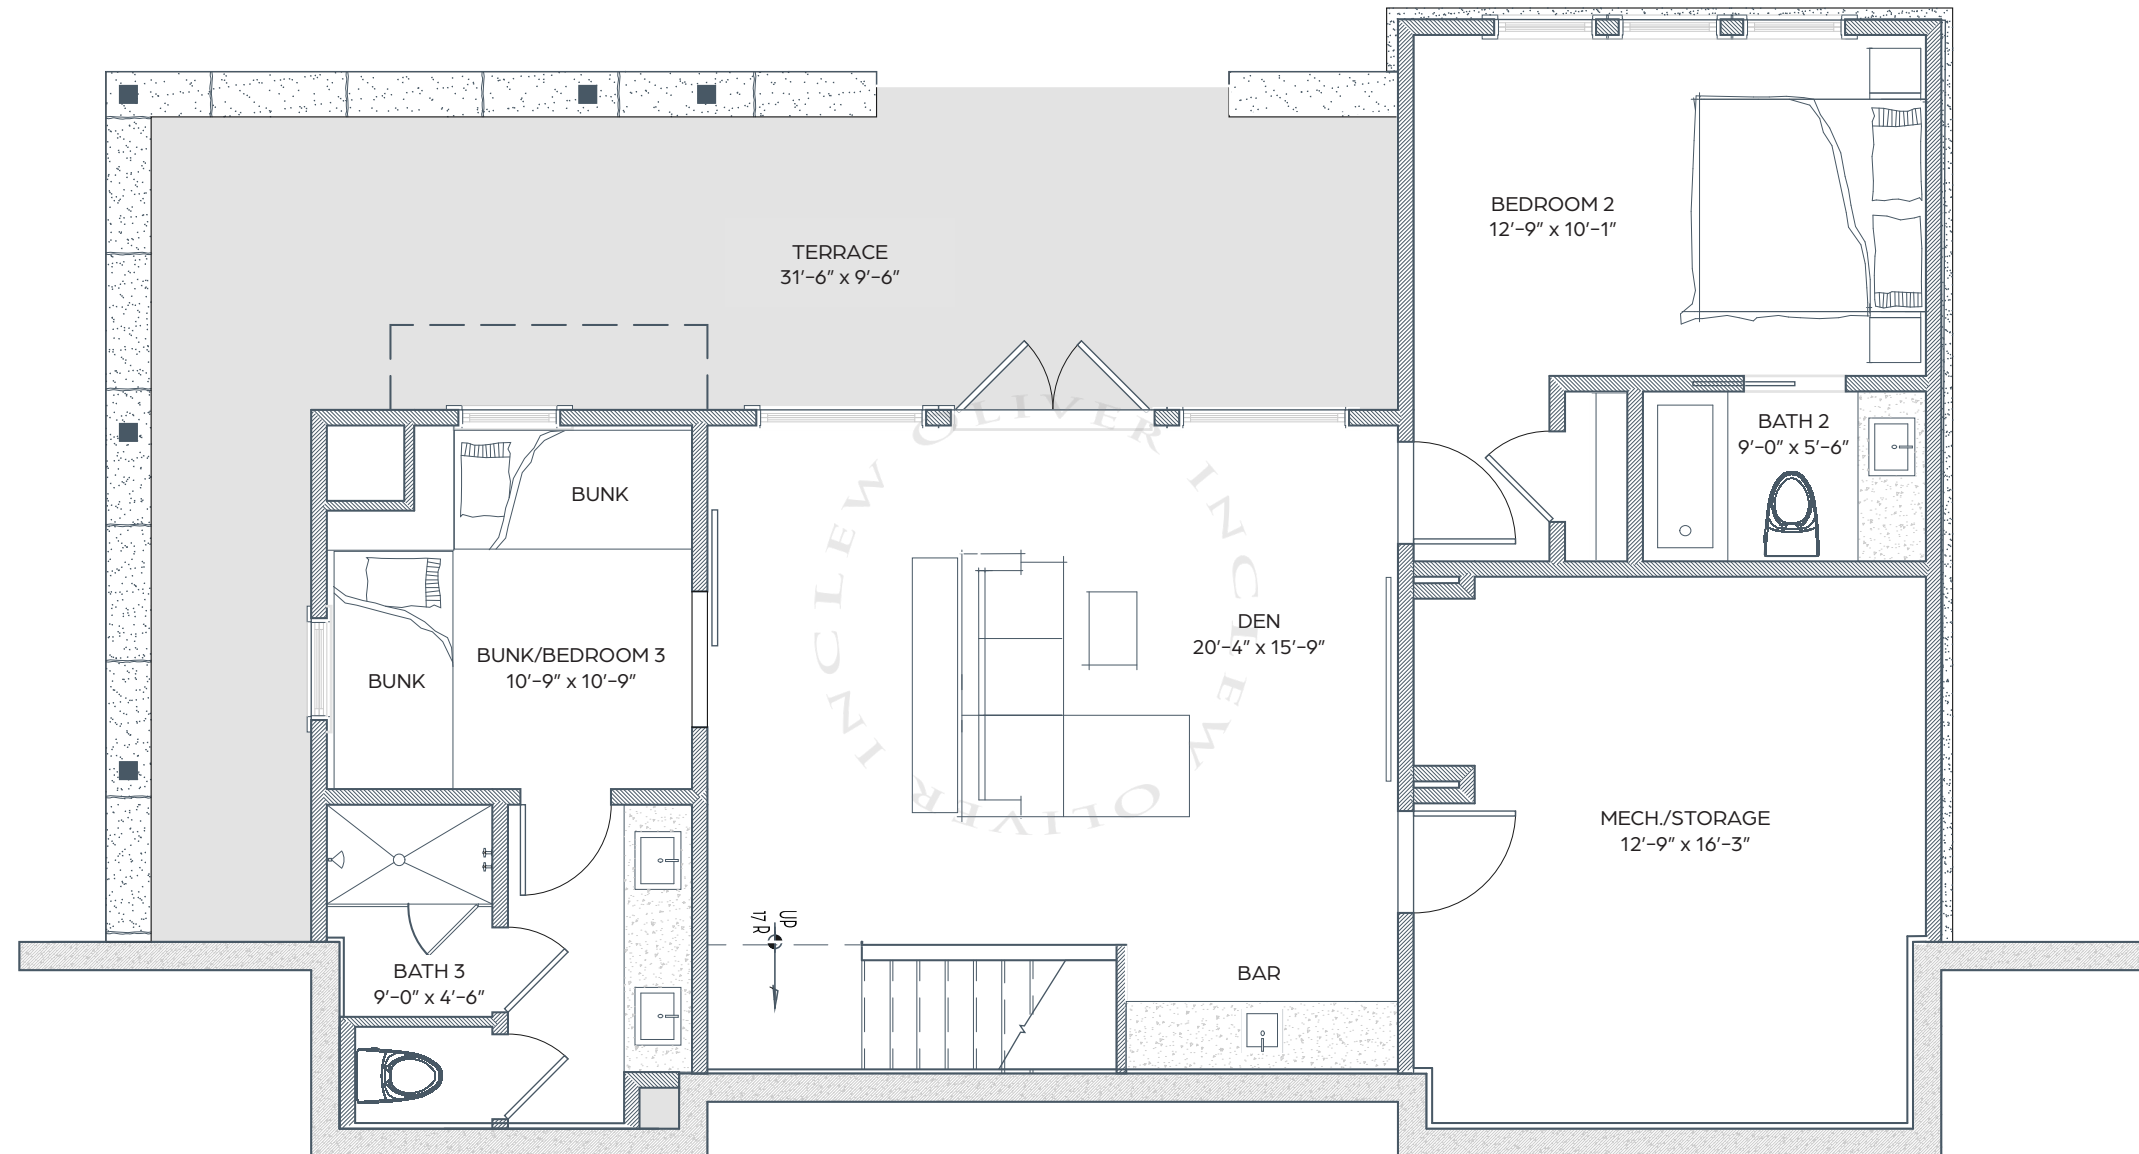 BEDROOM 2
12'-9" x 10'-1"
TERRACE
31'-6" x 9'-6"
BATH 2
9'-0" x 5'-6"
BUNK
DEN
20'-4" x 15'-9"
BUNK/BEDROOM 3
10'-9" x 10'-9"
BUNK
MECH./STORAGE
12'-9" x 16'-3"
UP
17 R
BATH 3
9'-0" x 4'-6"
BAR
OLIVER INCLEW OLIVER INCLEW